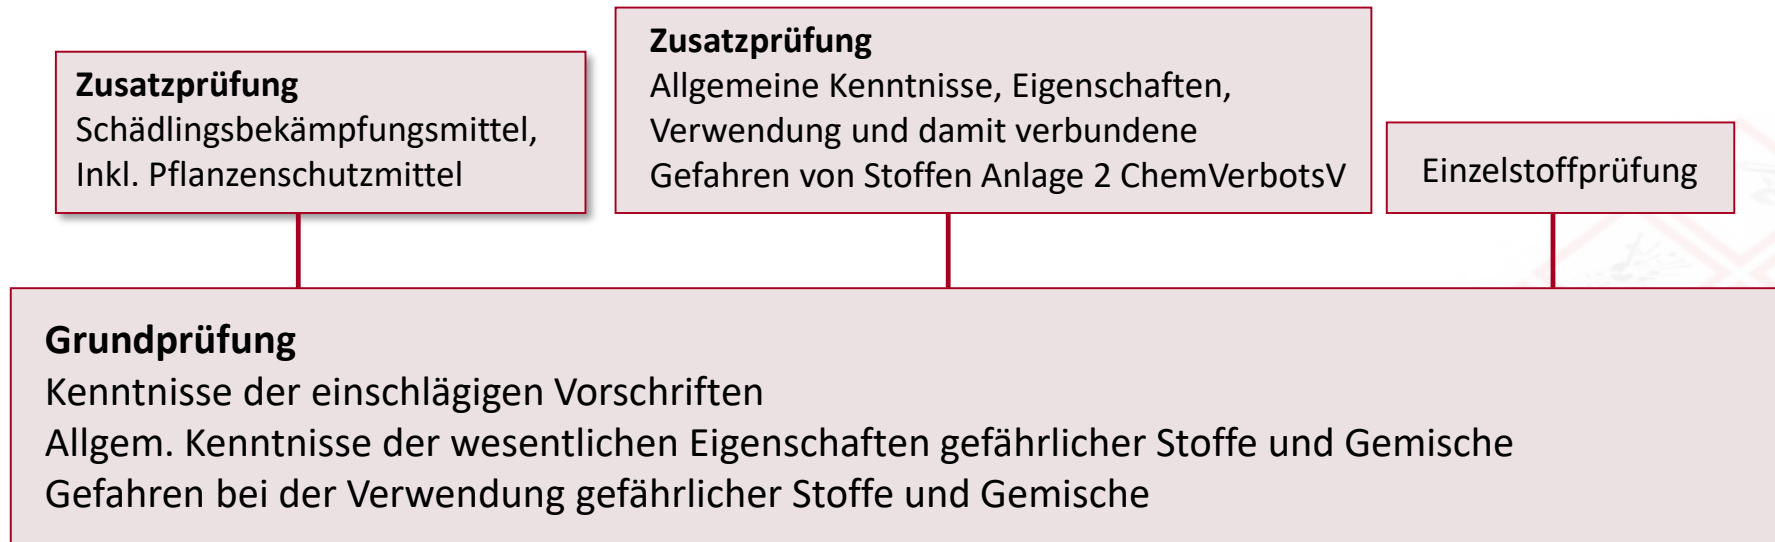 Zusatzprüfung
Schädlingsbekämpfungsmittel,
Inkl. Pflanzenschutzmittel
Zusatzprüfung
Allgemeine Kenntnisse, Eigenschaften,
Verwendung und damit verbundene
Gefahren von Stoffen Anlage 2 ChemVerbotsV
Einzelstoffprüfung
Grundprüfung
Kenntnisse der einschlägigen Vorschriften
Allgem. Kenntnisse der wesentlichen Eigenschaften gefährlicher Stoffe und Gemische
Gefahren bei der Verwendung gefährlicher Stoffe und Gemische